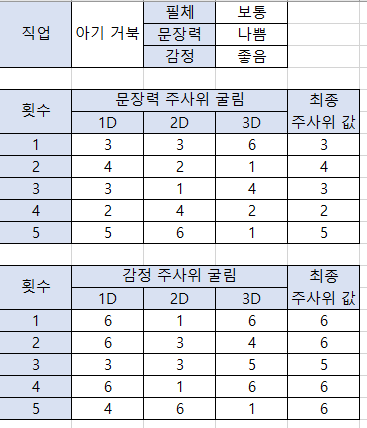 직업 아기 거북 필체 보통
문장력 나쁨
감정 좋음
횟수 문장력 주사위 굴림 최종 주사위 값
1D 2D 3D
1 3 3 6 3
2 4 2 1 4
3 3 1 4 3
4 2 4 2 2
5 5 6 1 5
횟수 감정 주사위 굴림 최종 주사위 값
1D 2D 3D
1 6 1 6 6
2 6 3 4 6
3 3 3 5 5
4 6 1 6 6
5 4 6 1 6